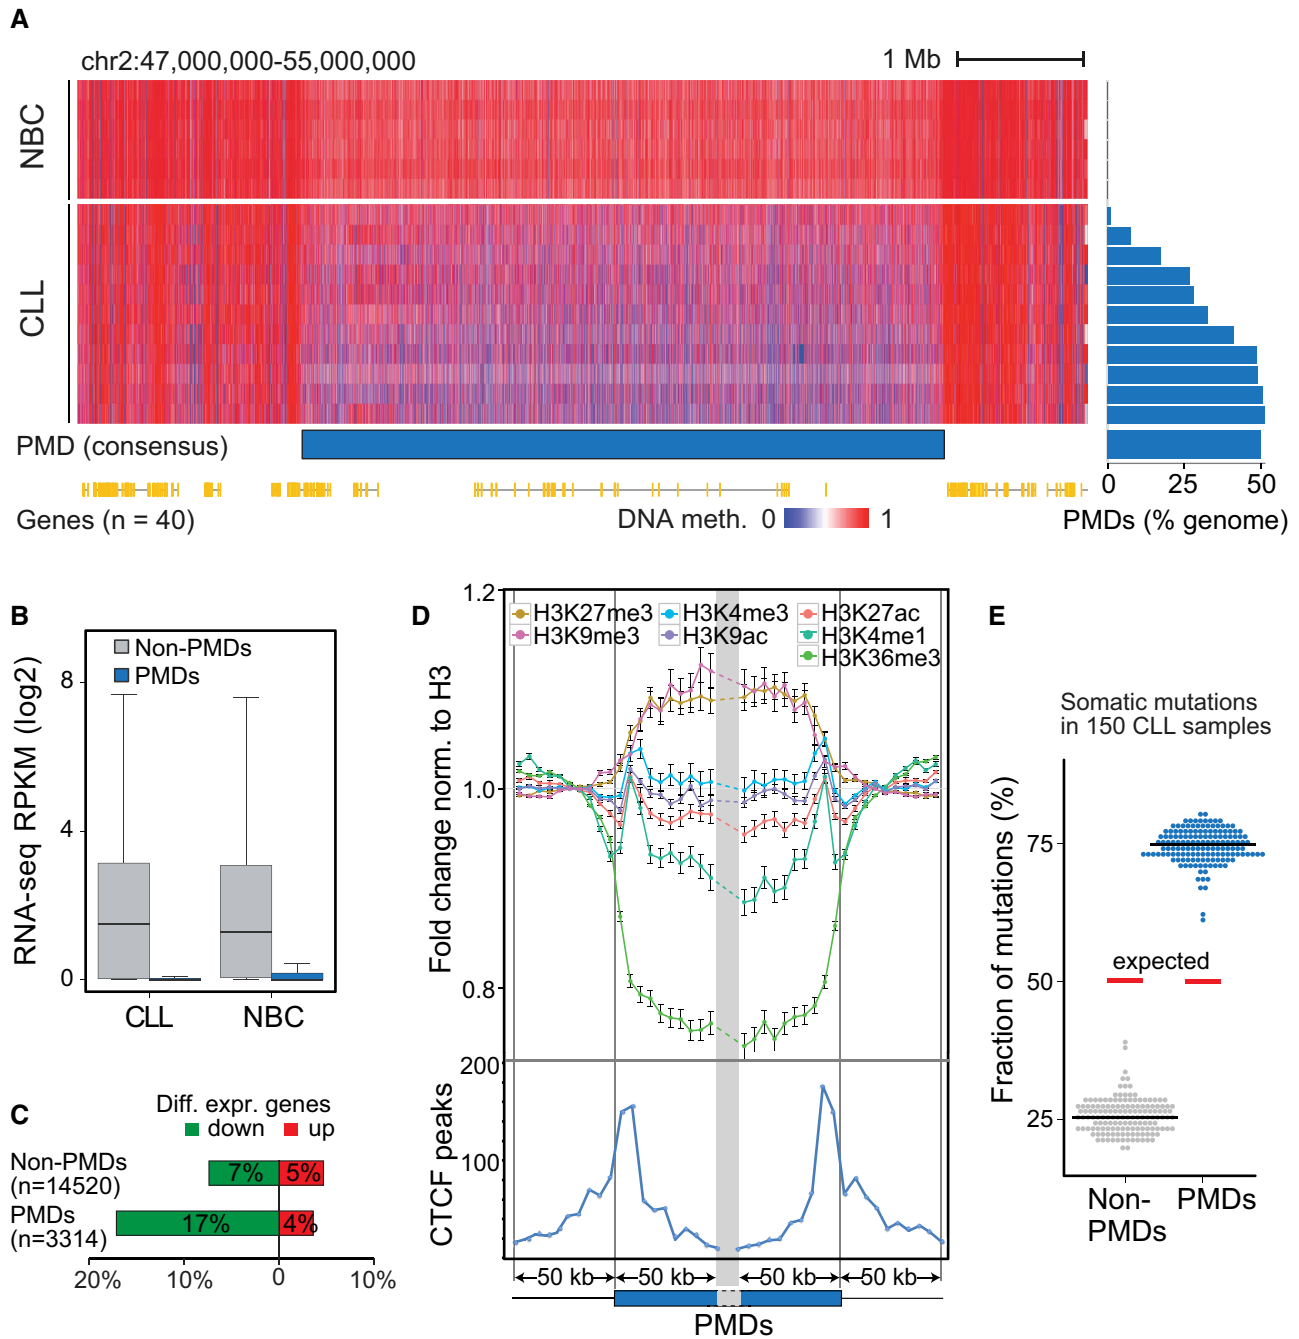 A
chr2:47,000,000-55,000,000
1 Mb
NBC
CLL
PMD (consensus)
Genes (n = 40)
DNA meth. 0 1
0 25 50
PMDs (% genome)
B
Non-PMDs
PMDs
RNA-seq RPKM (log2)
8
4
0
CLL NBC
C
Diff. expr. genes
down up
Non-PMDs
(n=14520)
7% 5%
PMDs
(n=3314)
17% 4%
20% 10% 0 10%
D
1.2
H3K27me3 H3K4me3 H3K27ac
H3K9me3 H3K9ac H3K4me1
H3K36me3
Fold change norm. to H3
1.0
0.8
200
CTCF peaks
100
50 kb 50 kb 50 kb 50 kb
PMDs
E
Somatic mutations
in 150 CLL samples
Fraction of mutations (%)
75
expected
50
25
Non-
PMDs
PMDs